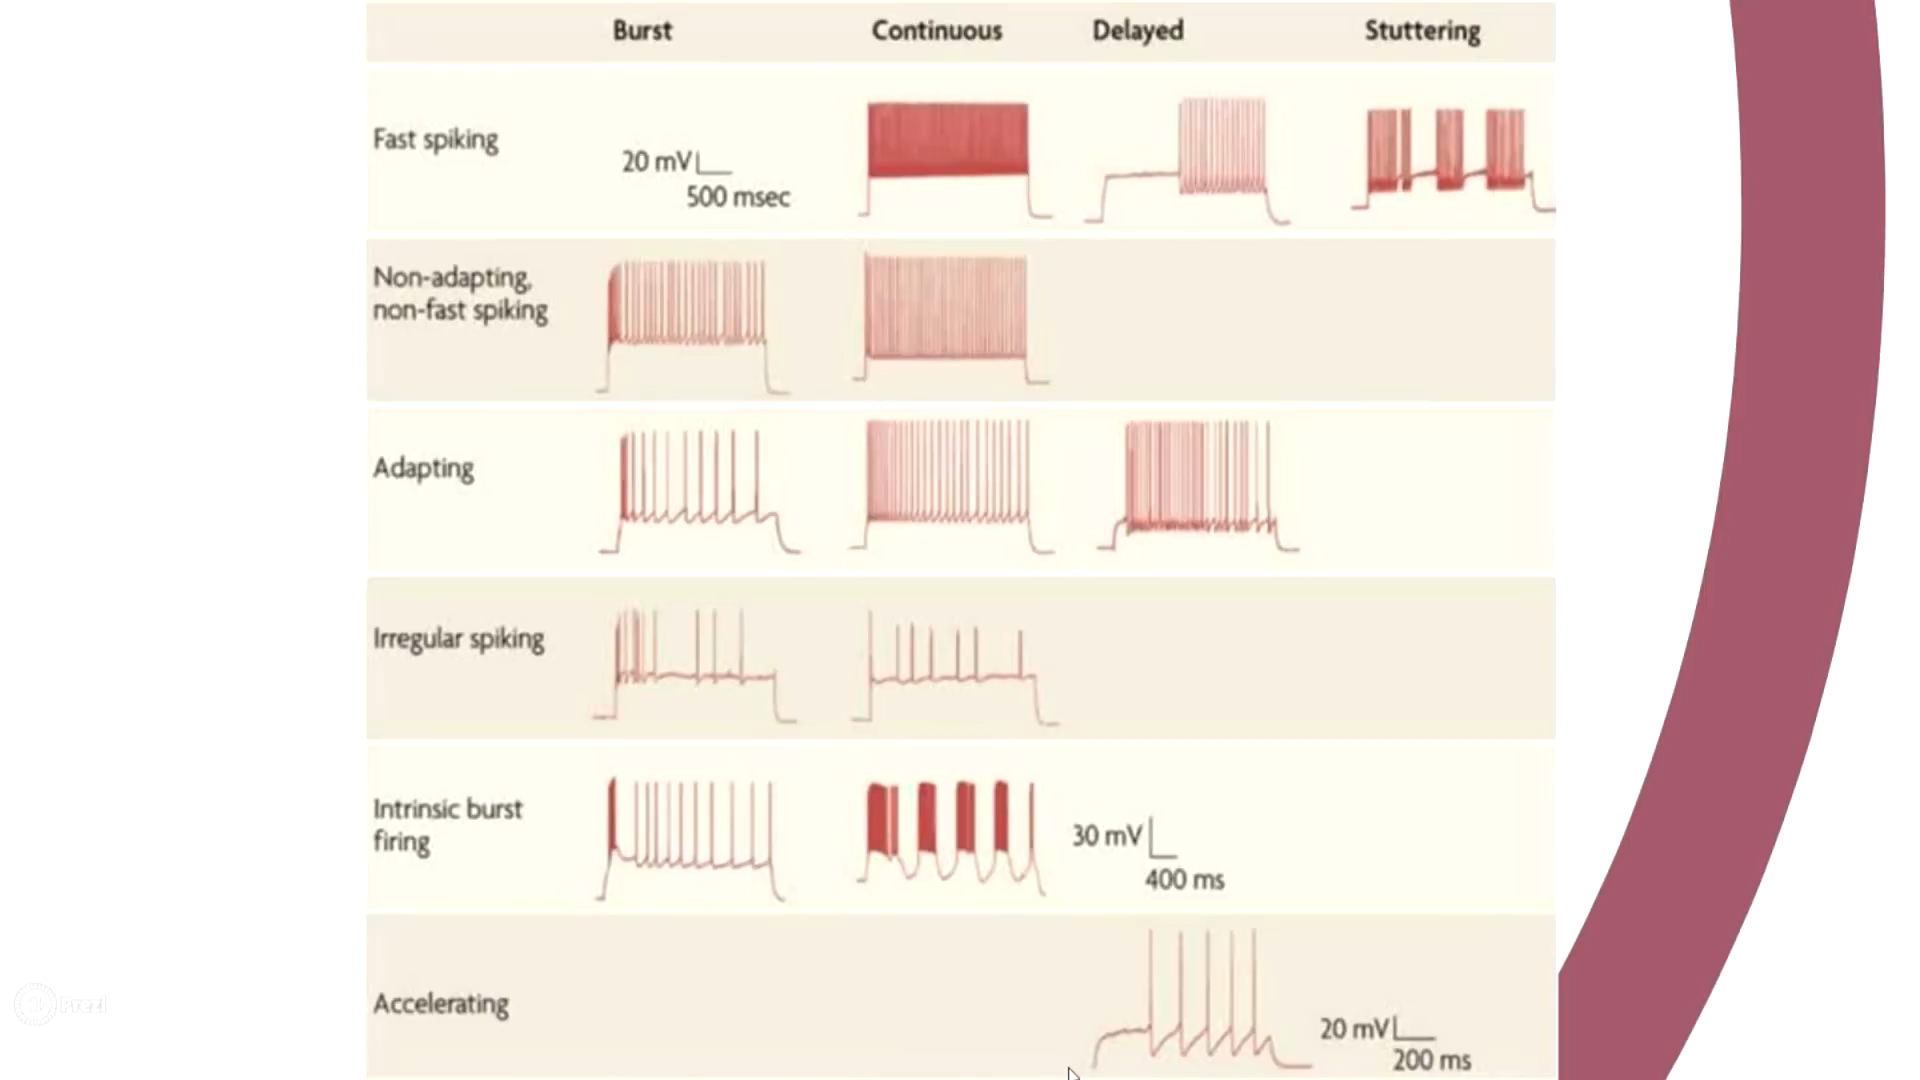 Burst Continuous Delayed Stuttering
Fast spiking
20 mV
500 msec
Non-adapting,
non-fast spiking
Adapting
Irregular spiking
Intrinsic burst
firing
30 mV
400 ms
Accelerating
20 mV
200 ms
Prezi